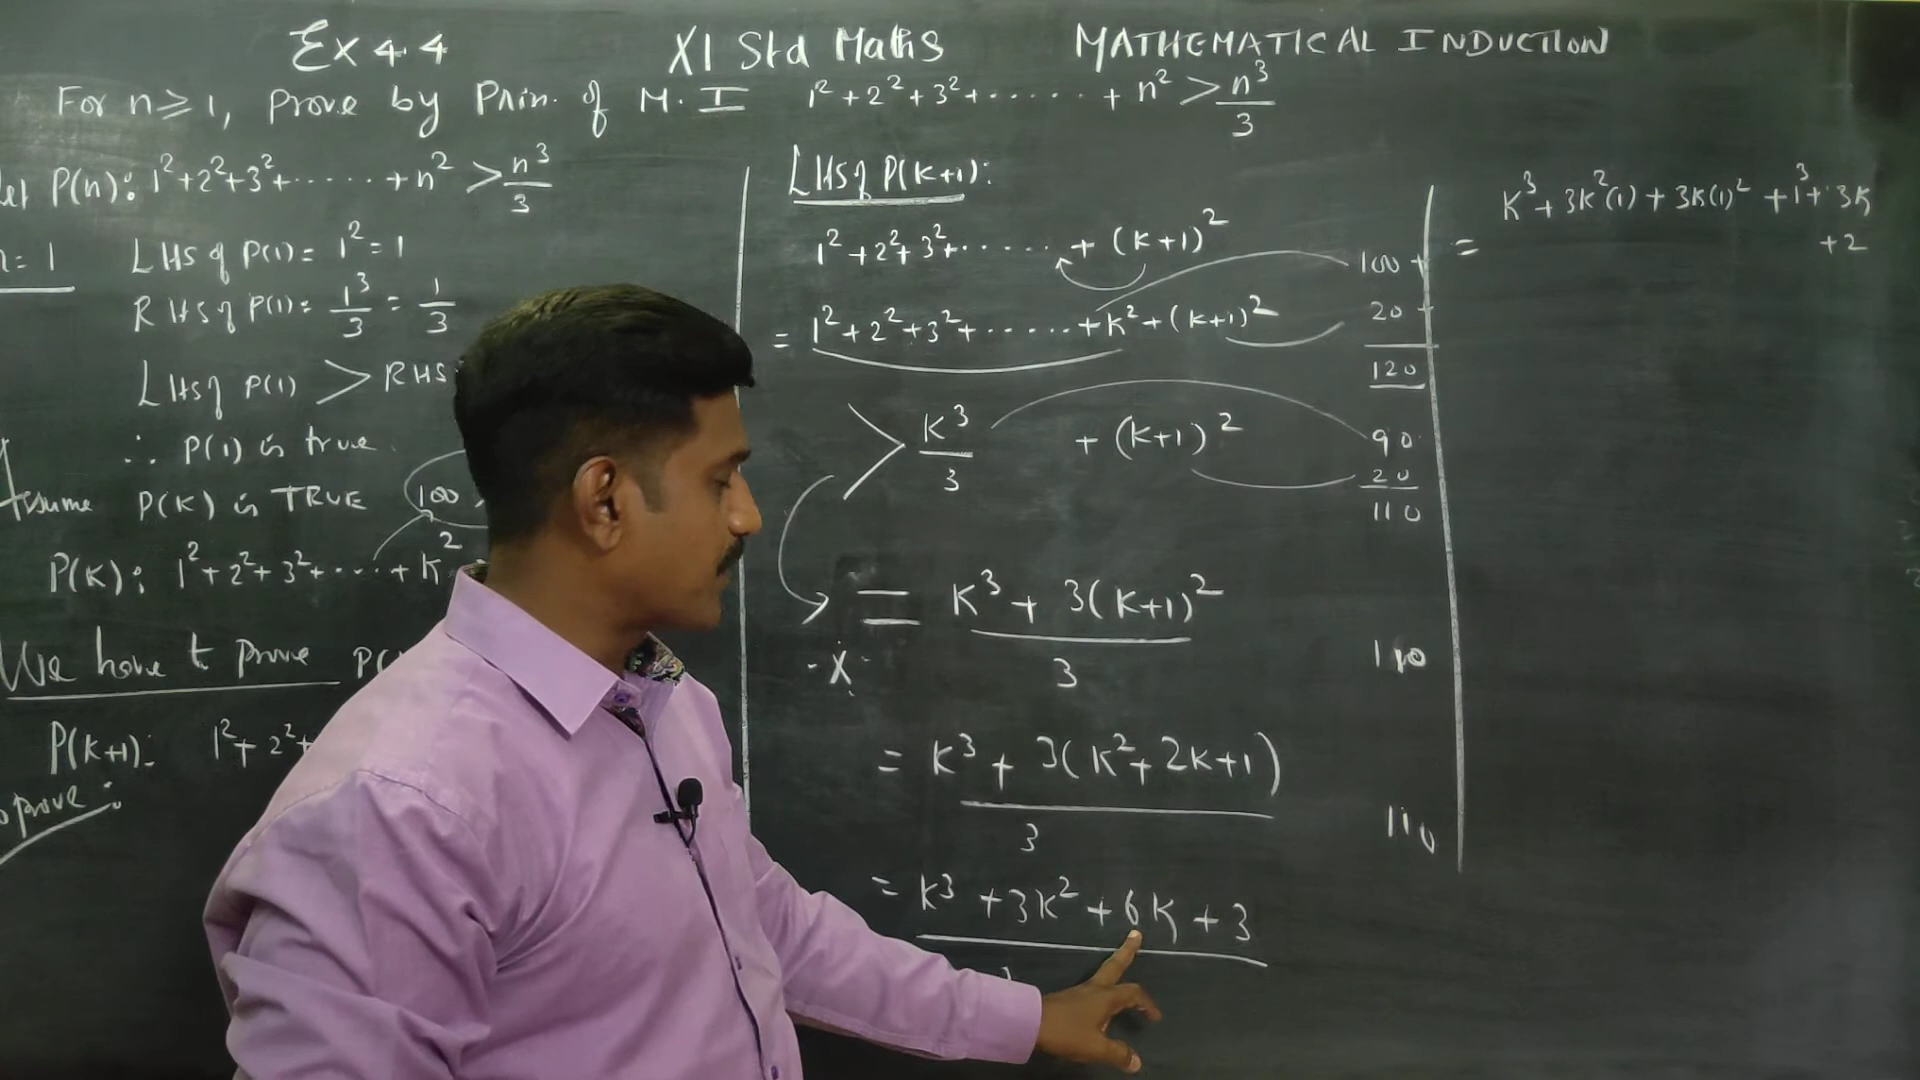 Ex 4.4 XI Std Maths MATHEMATICAL INDUCTION
For n ≥ 1, Prove by Prin. of M. I 1² + 2² + 3² + ...... + n² > n³/3
Let P(n): 1² + 2² + 3² + ...... + n² > n³/3
n = 1 LHS of P(1) = 1² = 1
RHS of P(1) = 1³/3 = 1/3
LHS of P(1) > RHS
∴ P(1) is true
Assume P(K) is TRUE 100
P(K): 1² + 2² + 3² + ... + K²
We have to prove P(
P(K+1): 1² + 2² +
prove:
LHS of P(K+1):
1² + 2² + 3² + ...... + (K+1)²
= 1² + 2² + 3² + ...... + K² + (K+1)²
> K³/3 + (K+1)²
= K³ + 3(K+1)² / 3
-X-
= K³ + 3(K² + 2K + 1) / 3
= K³ + 3K² + 6K + 3
100 +
20
120
90
20
110
110
110
= K³ + 3K²(1) + 3K(1)² + 1³ + 3K
+ 2